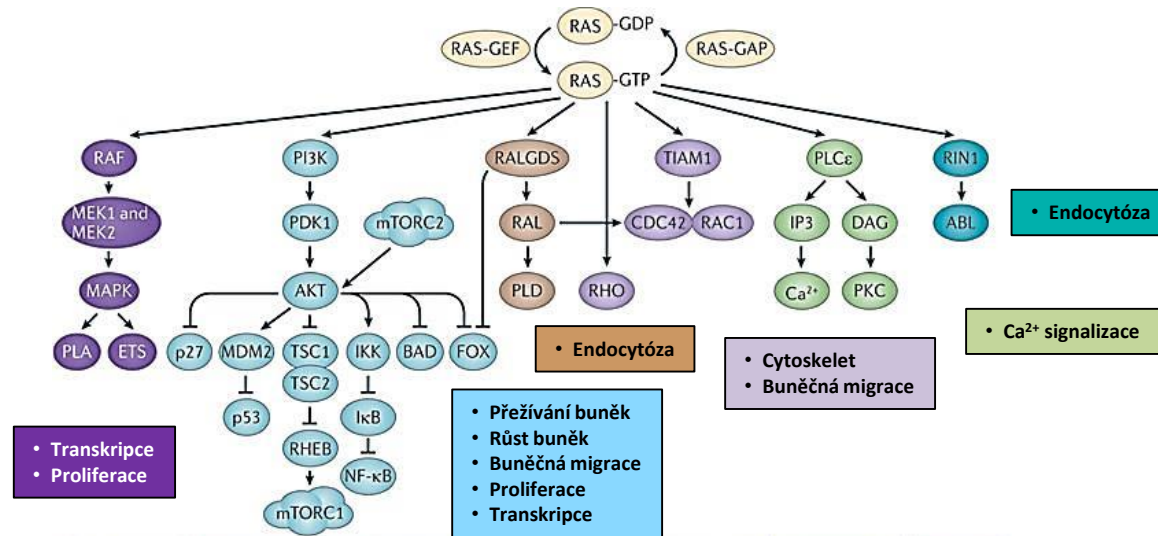 RAS -GDP
RAS-GEF
RAS-GAP
RAS -GTP
RAF
PI3K
RALGDS
TIAM1
PLCε
RIN1
MEK1 and
MEK2
PDK1
mTORC2
RAL
CDC42
RAC1
IP3
DAG
ABL
• Endocytóza
MAPK
AKT
PLD
RHO
Ca²⁺
PKC
PLA
ETS
p27
MDM2
TSC1
TSC2
IKK
BAD
FOX
• Endocytóza
• Ca²⁺ signalizace
• Cytoskelet
• Buněčná migrace
p53
RHEB
IκB
NF-κB
mTORC1
• Transkripce
• Proliferace
• Přežívání buněk
• Růst buněk
• Buněčná migrace
• Proliferace
• Transkripce